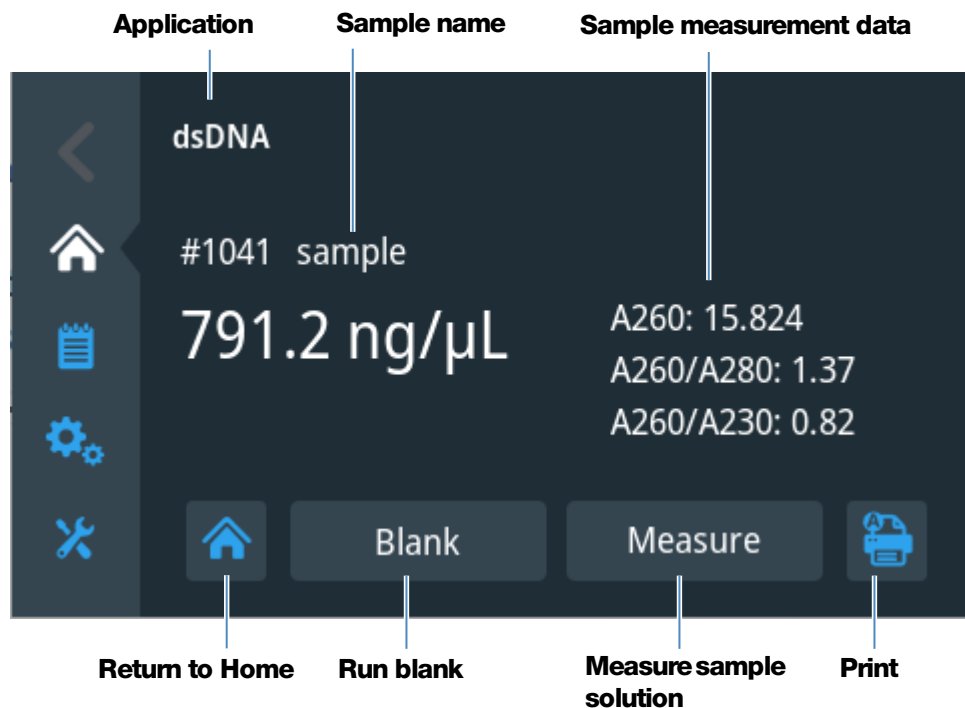 Application
Sample name
Sample measurement data
dsDNA
#1041 sample
791.2 ng/µL
A260: 15.824
A260/A280: 1.37
A260/A230: 0.82
Blank
Measure
A
Return to Home
Run blank
Measure sample
solution
Print